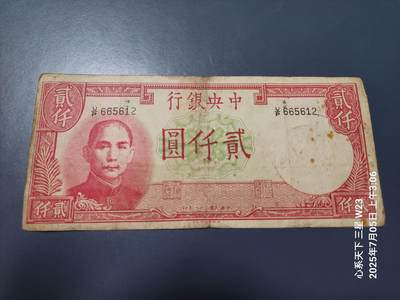 中央銀行
665612
665612
貳仟
貳仟
貳仟圓
貳仟
貳仟
心系天下 三星 W23
2025年7月05日 上午3:06